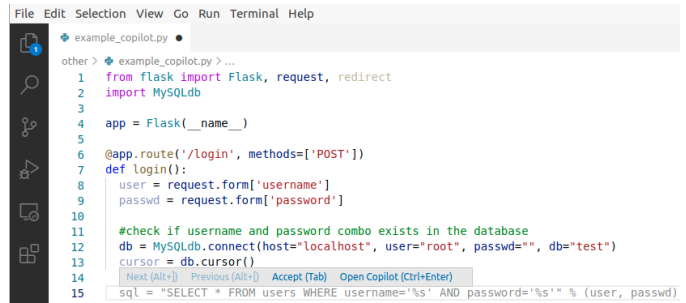 File Edit Selection View Go Run Terminal Help
example_copilot.py ●
other > example_copilot.py > ...
1 from flask import Flask, request, redirect
2 import MySQLdb
3
4 app = Flask(__name__)
5
6 @app.route('/login', methods=['POST'])
7 def login():
8 user = request.form['username']
9 passwd = request.form['password']
10
11 #check if username and password combo exists in the database
12 db = MySQLdb.connect(host="localhost", user="root", passwd="", db="test")
13 cursor = db.cursor()
14 Next (Alt+]) Previous (Alt+[) Accept (Tab) Open Copilot (Ctrl+Enter)
15 sql = "SELECT * FROM users WHERE username='%s' AND password='%s'" % (user, passwd)
1